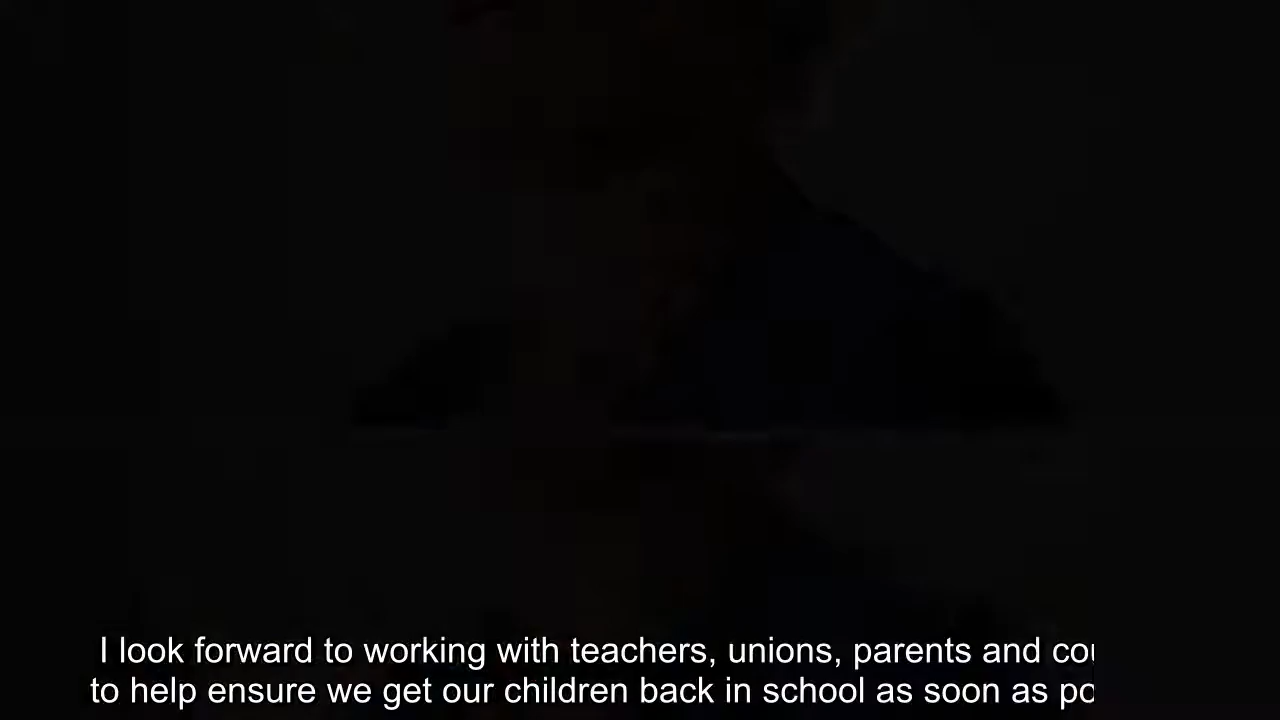 I look forward to working with teachers, unions, parents and
to help ensure we get our children back in school as soon as